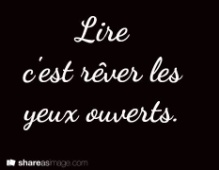 Lire
c'est rêver les
yeux ouverts.
shareasimage.com